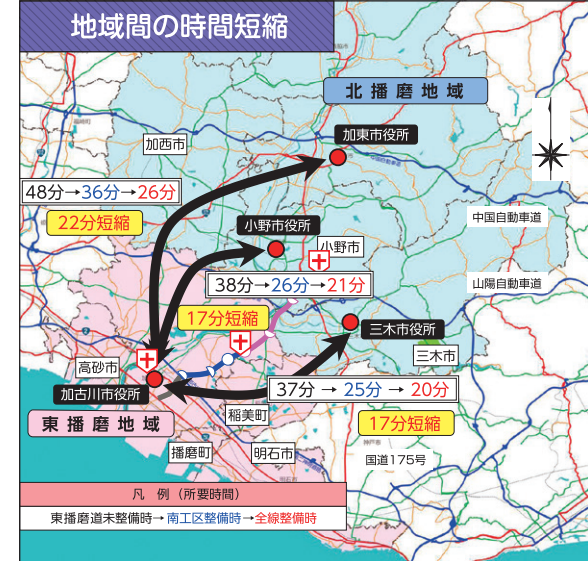 地域間の時間短縮
北播磨地域
加東市役所
加西市
48分→36分→26分
22分短縮
小野市役所
小野市
中国自動車道
38分→26分→21分
山陽自動車道
17分短縮
三木市役所
三木市
高砂市
加古川市役所
37分→25分→20分
稲美町
17分短縮
東播磨地域
播磨町
明石市
国道175号
凡 例（所要時間）
東播磨道未整備時→南工区整備時→全線整備時